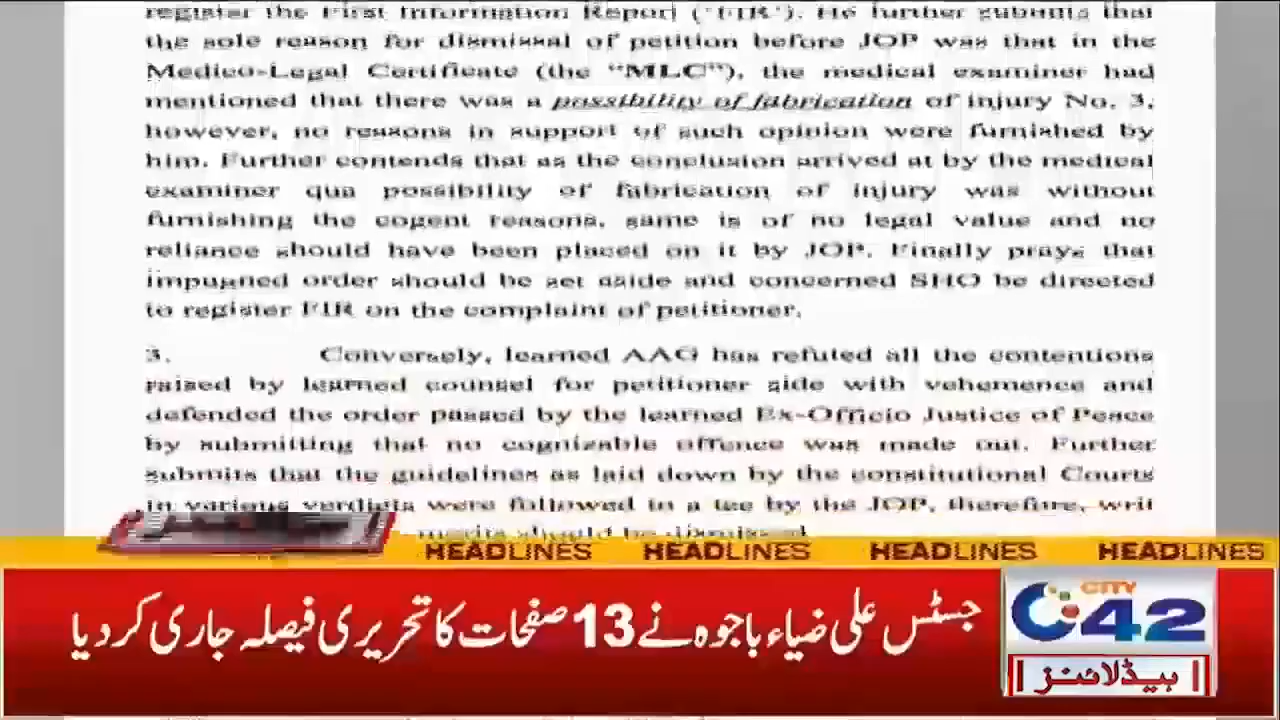 register the First Information Report ('FIR'). He further submits that
the sole reason for dismissal of petition before JOP was that in the
Medico-Legal Certificate (the "MLC"), the medical examiner had
mentioned that there was a possibility of fabrication of injury No. 3,
however, no reasons in support of such opinion were furnished by
him. Further contends that as the conclusion arrived at by the medical
examiner qua possibility of fabrication of injury was without
furnishing the cogent reasons, same is of no legal value and no
reliance should have been placed on it by JOP. Finally prays that
impugned order should be set aside and concerned SHO be directed
to register FIR on the complaint of petitioner.
3. Conversely, learned AAG has refuted all the contentions
raised by learned counsel for petitioner side with vehemence and
defended the order passed by the learned Ex-Officio Justice of Peace
by submitting that no cognizable offence was made out. Further
submits that the guidelines as laid down by the constitutional Courts
in various verdicts were followed in a tee by the JOP, therefore, writ
merits should be dismissed
HEADLINES HEADLINES HEADLINES HEADLINES
جسٹس علی ضیاء باجوہ نے 13 صفحات کا تحریری فیصلہ جاری کر دیا
CITY
42
ہیڈلائنز